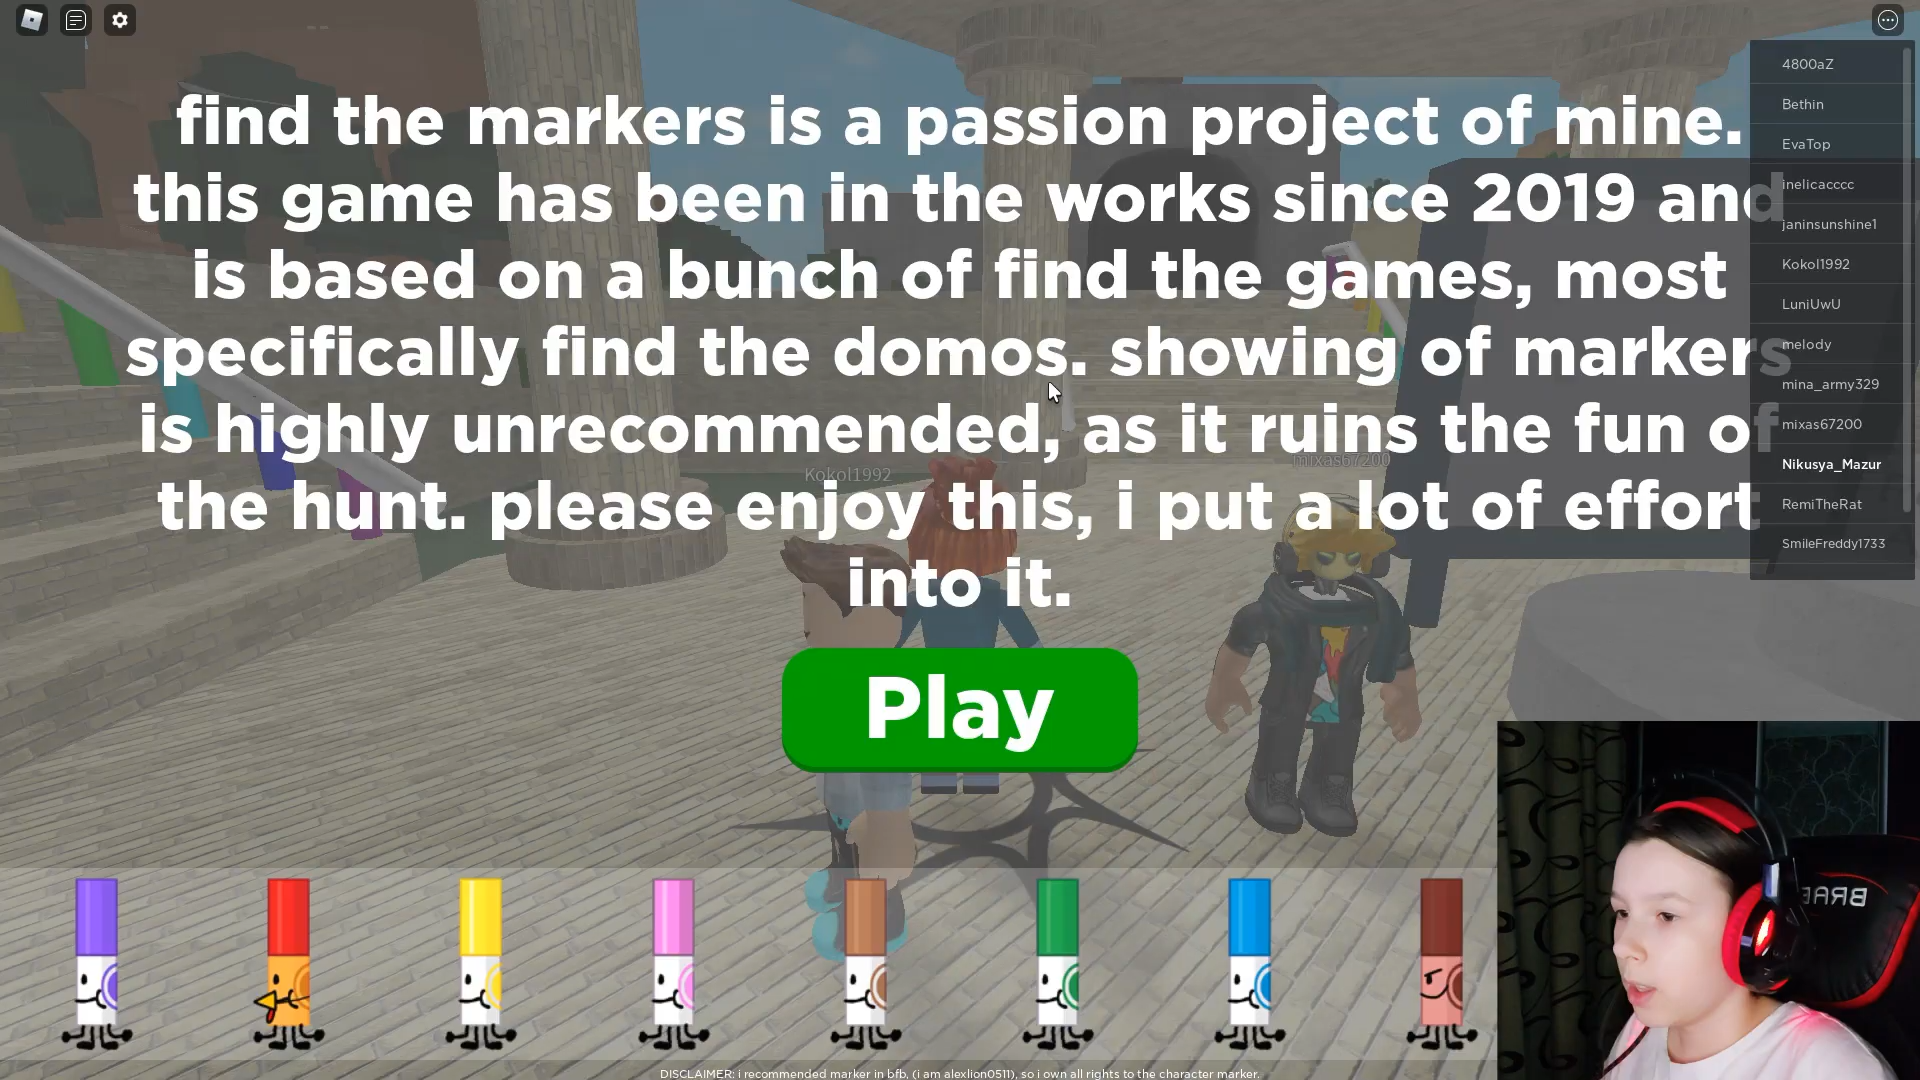 4800aZ
Bethin
EvaTop
inelicacccc
janinsunshine1
Kokol1992
LuniUwU
melody
mina_army329
mixas67200
Nikusya_Mazur
RemiTheRat
SmileFreddy1733
find the markers is a passion project of mine.
this game has been in the works since 2019 and
is based on a bunch of find the games, most
specifically find the domos. showing of markers
is highly unrecommended, as it ruins the fun of
the hunt. please enjoy this, i put a lot of effort
into it.
Kokol1992
mixas67200
Play
DISCLAIMER: i recommended marker in bfb, (i am alexlion0511), so i own all rights to the character marker.